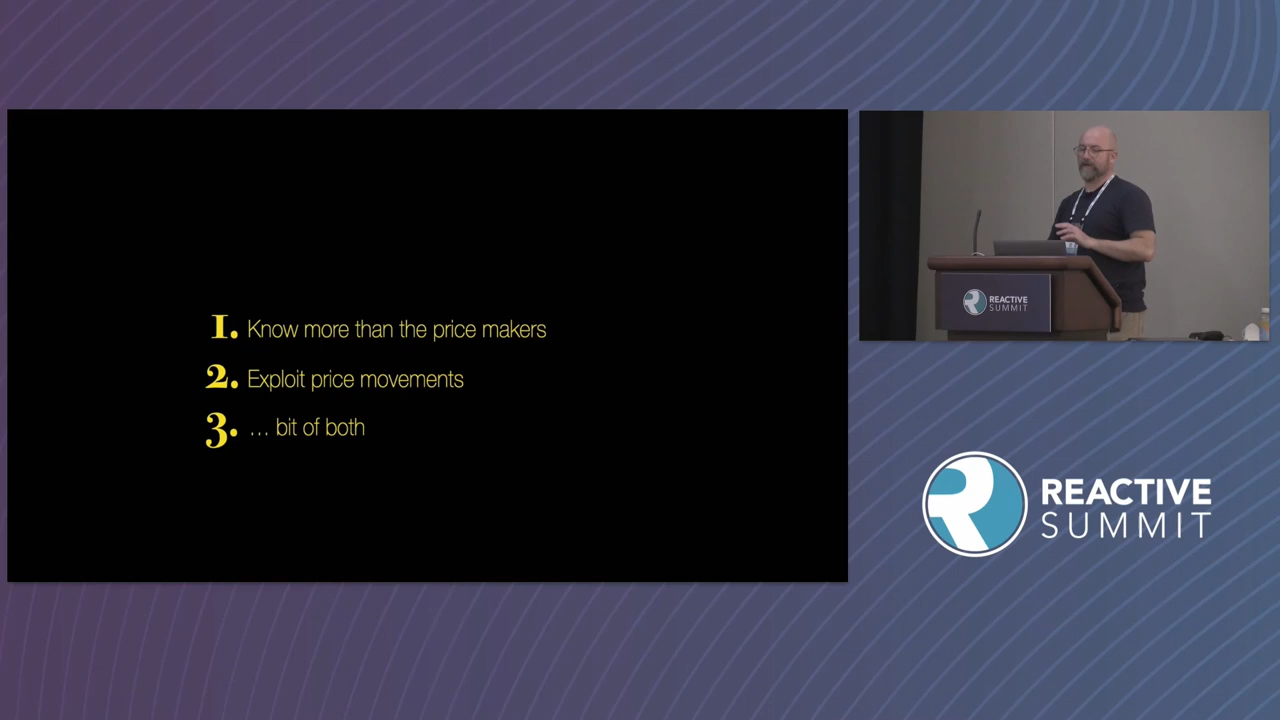 1. Know more than the price makers
2. Exploit price movements
3. ... bit of both
REACTIVE
SUMMIT
REACTIVE
SUMMIT